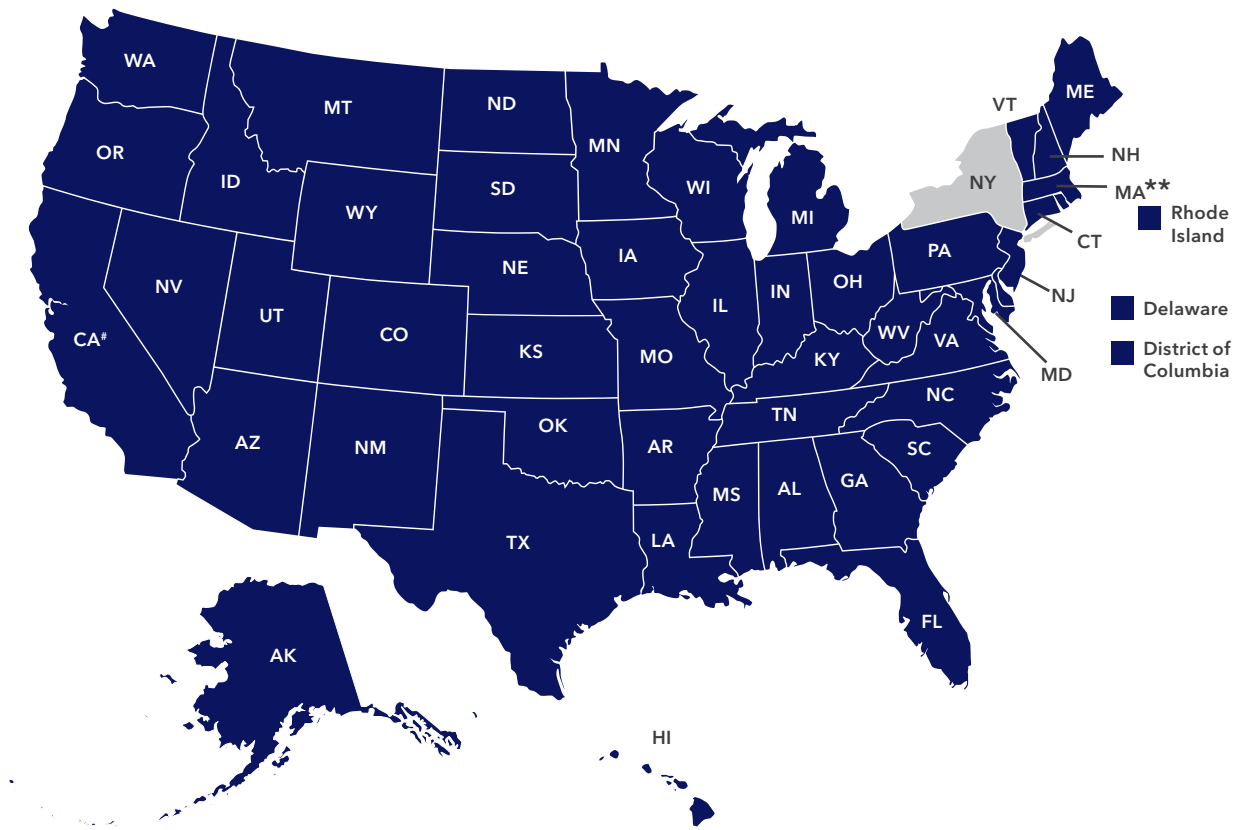 WA
MT
ND
MN
VT
ME
OR
ID
SD
WI
NY
NH
WY
MI
MA**
Rhode
Island
IA
NE
PA
CT
NV
UT
CO
IL
IN
OH
NJ
CA#
KS
MO
KY
WV
VA
Delaware
MD
District of
Columbia
AZ
NM
OK
AR
TN
NC
SC
MS
AL
GA
TX
LA
FL
AK
HI